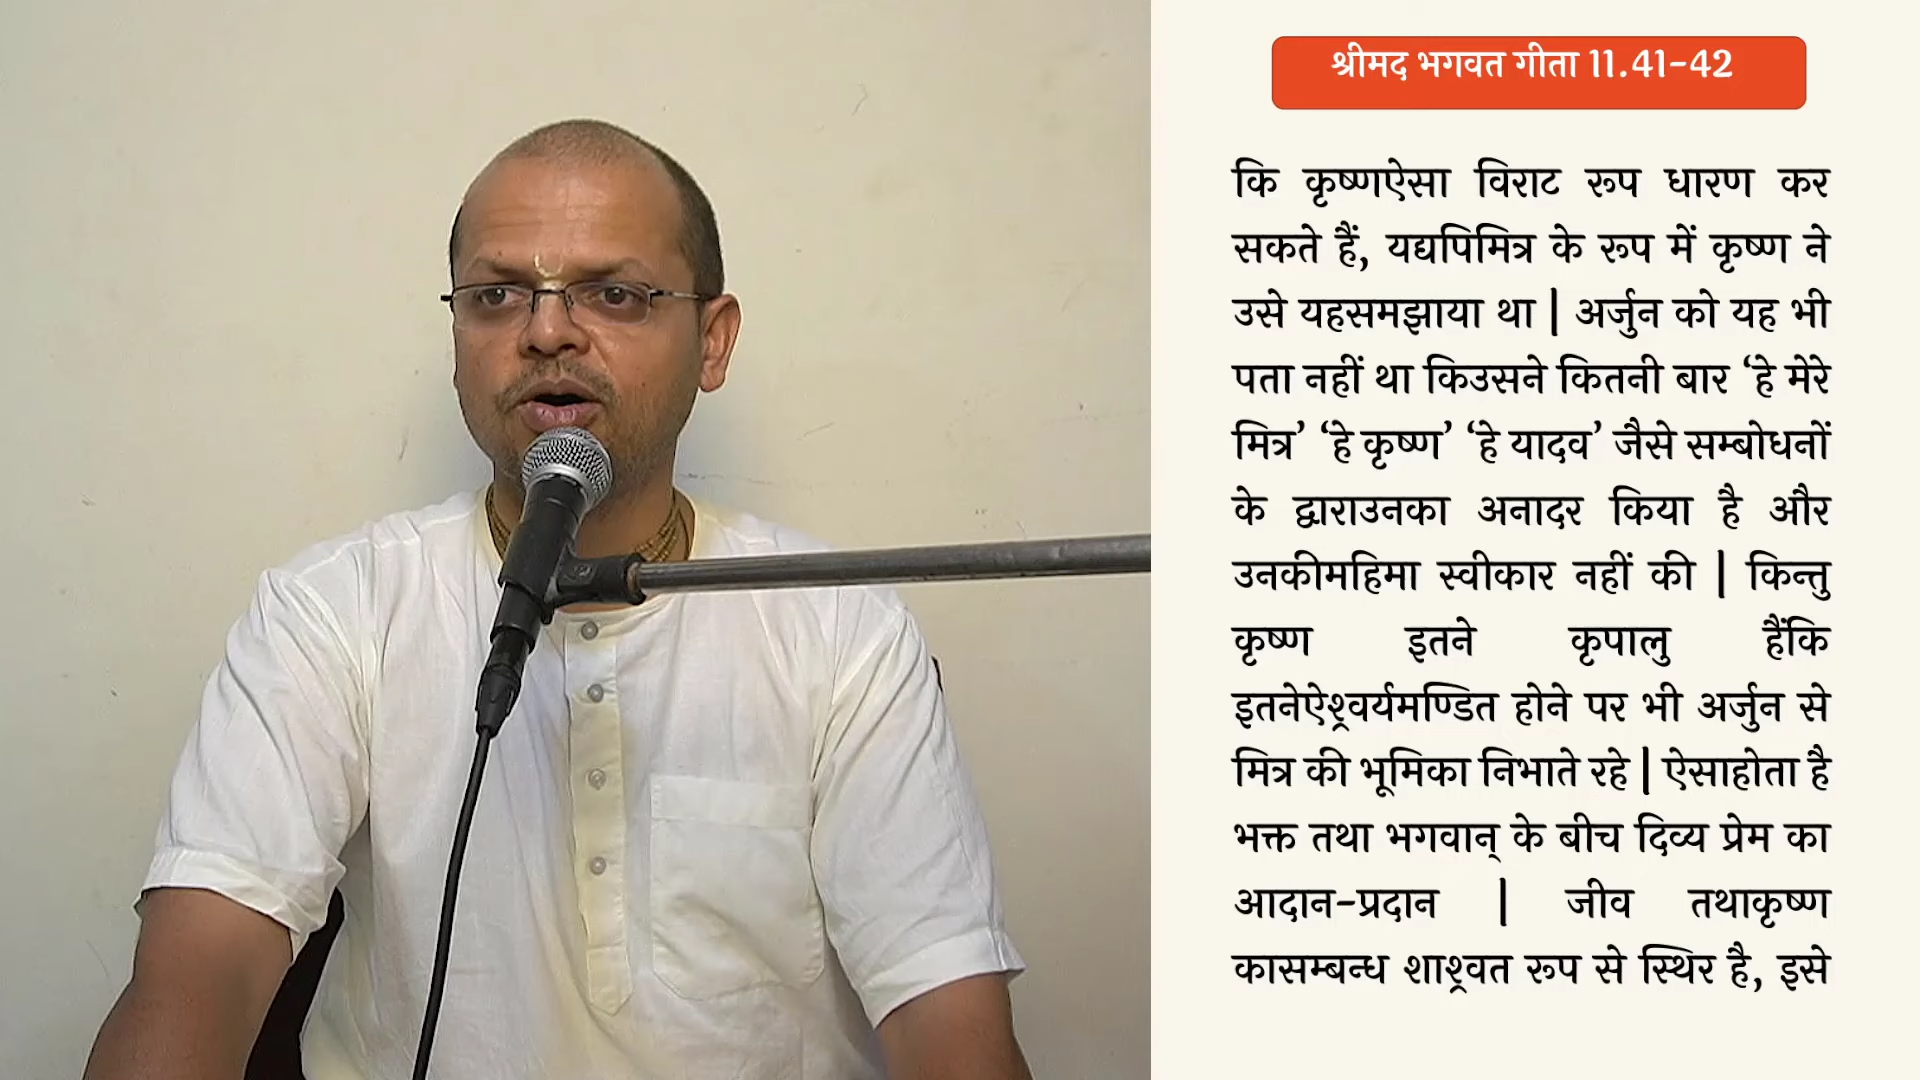 श्रीमद भगवत गीता 11.41-42
कि कृष्णऐसा विराट रूप धारण कर
सकते हैं, यद्यपिमित्र के रूप में कृष्ण ने
उसे यहसमझाया था | अर्जुन को यह भी
पता नहीं था किउसने कितनी बार ‘हे मेरे
मित्र’ ‘हे कृष्ण’ ‘हे यादव’ जैसे सम्बोधनों
के द्वाराउनका अनादर किया है और
उनकीमहिमा स्वीकार नहीं की | किन्तु
कृष्ण इतने कृपालु हैंकि
इतनेऐश्र्वर्यमण्डित होने पर भी अर्जुन से
मित्र की भूमिका निभाते रहे | ऐसाहोता है
भक्त तथा भगवान् के बीच दिव्य प्रेम का
आदान-प्रदान | जीव तथाकृष्ण
कासम्बन्ध शाश्र्वत रूप से स्थिर है, इसे